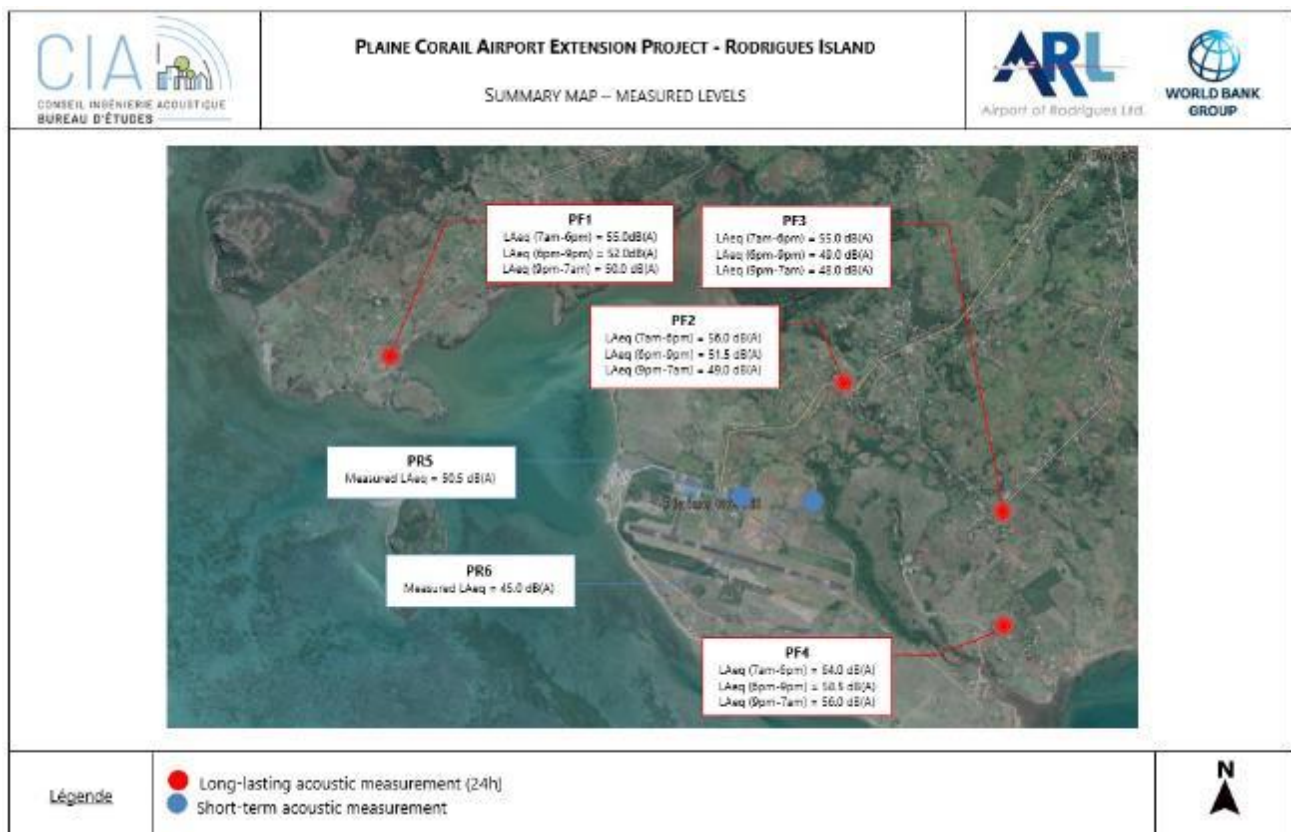 CIA
CONSEIL INGÉNIERIE ACOUSTIQUE
BUREAU D'ÉTUDES
PLAINE CORAIL AIRPORT EXTENSION PROJECT - RODRIGUES ISLAND
SUMMARY MAP – MEASURED LEVELS
ARL
Airport of Rodrigues Ltd.
WORLD BANK
GROUP
PF1
LAeq (7am-6pm) = 55.0dB(A)
LAeq (6pm-9pm) = 52.0dB(A)
LAeq (9pm-7am) = 50.0 dB(A)
PF3
LAeq (7am-6pm) = 55.0 dB(A)
LAeq (6pm-9pm) = 49.0 dB(A)
LAeq (9pm-7am) = 48.0 dB(A)
PF2
LAeq (7am-6pm) = 56.0 dB(A)
LAeq (6pm-9pm) = 51.5 dB(A)
LAeq (9pm-7am) = 49.0 dB(A)
PR5
Measured LAeq = 50.5 dB(A)
PR6
Measured LAeq = 45.0 dB(A)
PF4
LAeq (7am-6pm) = 64.0 dB(A)
LAeq (6pm-9pm) = 58.5 dB(A)
LAeq (9pm-7am) = 56.0 dB(A)
Légende
Long-lasting acoustic measurement (24h)
Short-term acoustic measurement
N